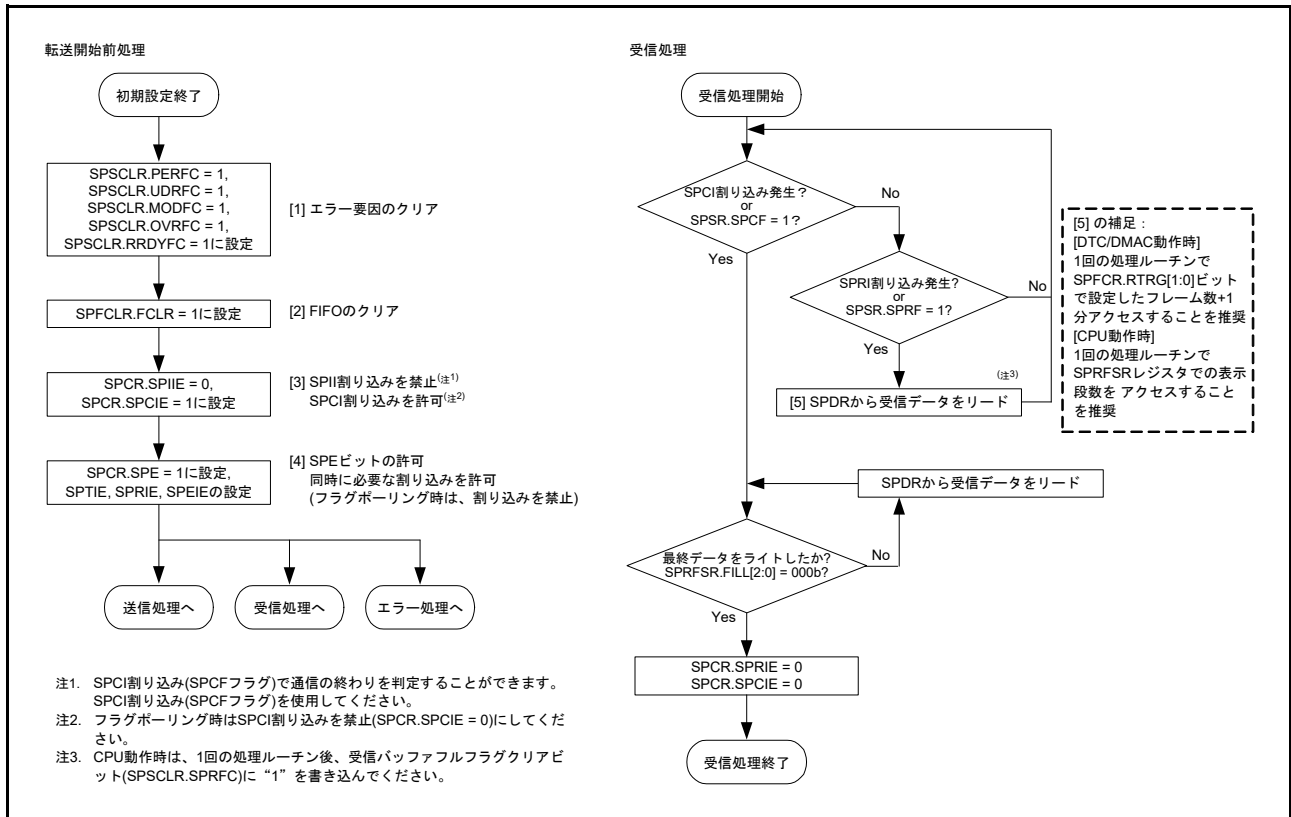 転送開始前処理
初期設定終了
SPSCLR.PERFC = 1,
SPSCLR.UDRFC = 1,
SPSCLR.MODFC = 1,
SPSCLR.OVRFC = 1,
SPSCLR.RRDYFC = 1に設定
[1] エラー要因のクリア
SPFCLR.FCLR = 1に設定
[2] FIFOのクリア
SPCR.SPIIE = 0,
SPCR.SPCIE = 1に設定
[3] SPII割り込みを禁止(注1)
SPCI割り込みを許可(注2)
SPCR.SPE = 1に設定,
SPTIE, SPRIE, SPEIEの設定
[4] SPEビットの許可
同時に必要な割り込みを許可
(フラグポーリング時は、割り込みを禁止)
送信処理へ
受信処理へ
エラー処理へ
注1. SPCI割り込み(SPCFフラグ)で通信の終わりを判定することができます。
SPCI割り込み(SPCFフラグ)を使用してください。
注2. フラグポーリング時はSPCI割り込みを禁止(SPCR.SPCIE = 0)にしてくだ
さい。
注3. CPU動作時は、1回の処理ルーチン後、受信バッファフルフラグクリアビ
ット(SPSCLR.SPRFC)に“1”を書き込んでください。
受信処理
受信処理開始
SPCI割り込み発生?
or
SPSR.SPCF = 1?
No
Yes
SPRI割り込み発生?
or
SPSR.SPRF = 1?
No
Yes
(注3)
[5] SPDRから受信データをリード
[5] の補足:
[DTC/DMAC動作時]
1回の処理ルーチンで
SPFCR.RTRG[1:0]ビット
で設定したフレーム数+1
分アクセスすることを推奨
[CPU動作時]
1回の処理ルーチンで
SPRFSRレジスタでの表示
段数を アクセスすること
を推奨
SPDRから受信データをリード
最終データをライトしたか?
SPRFSR.FILL[2:0] = 000b?
No
Yes
SPCR.SPRIE = 0
SPCR.SPCIE = 0
受信処理終了